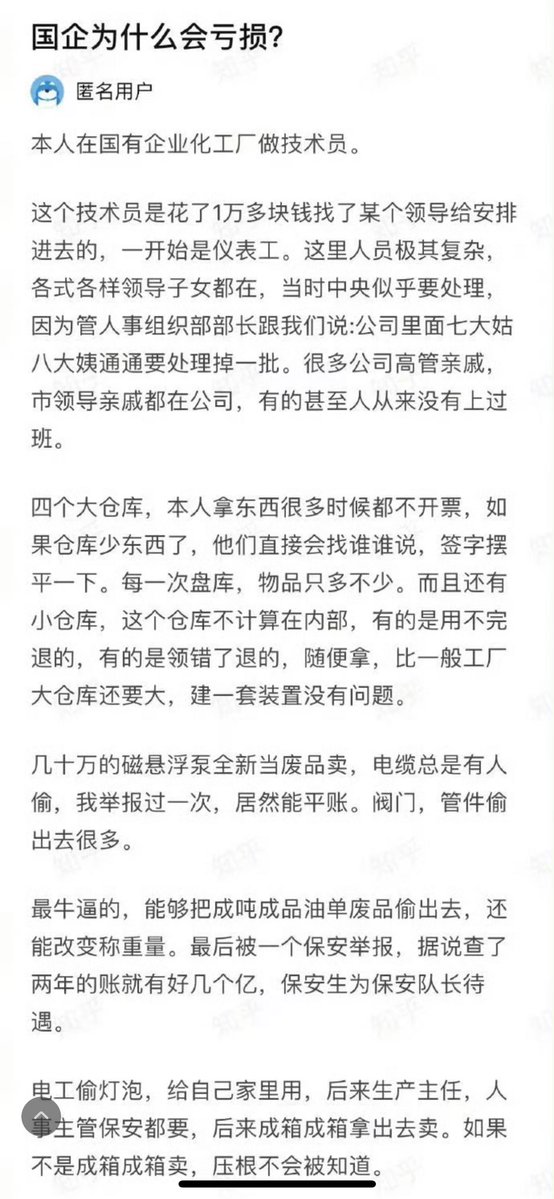 国企为什么会亏损?
匿名用户
本人在国有企业化工厂做技术员。
这个技术员是花了1万多块钱找了某个领导给安排
进去的，一开始是仪表工。这里人员极其复杂，
各式各样领导子女都在，当时中央似乎要处理，
因为管人事组织部部长跟我们说:公司里面七大姑
八大姨通通要处理掉一批。很多公司高管亲戚，
市领导亲戚都在公司，有的甚至人从来没有上过
班。
四个大仓库，本人拿东西很多时候都不开票，如
果仓库少东西了，他们直接会找谁谁说，签字摆
平一下。每一次盘库，物品只多不少。而且还有
小仓库，这个仓库不计算在内部，有的是用不完
退的，有的是领错了退的，随便拿，比一般工厂
大仓库还要大，建一套装置没有问题。
几十万的磁悬浮泵全新当废品卖，电缆总是有人
偷，我举报过一次，居然能平账。阀门，管件偷
出去很多。
最牛逼的，能够把成吨成品油单废品偷出去，还
能改变称重量。最后被一个保安举报，据说查了
两年的账就有好几个亿，保安生为保安队长待
遇。
电工偷灯泡，给自己家里用，后来生产主任，人
事主管保安都要，后来成箱成箱拿出去卖。如果
不是成箱成箱卖，压根不会被知道。